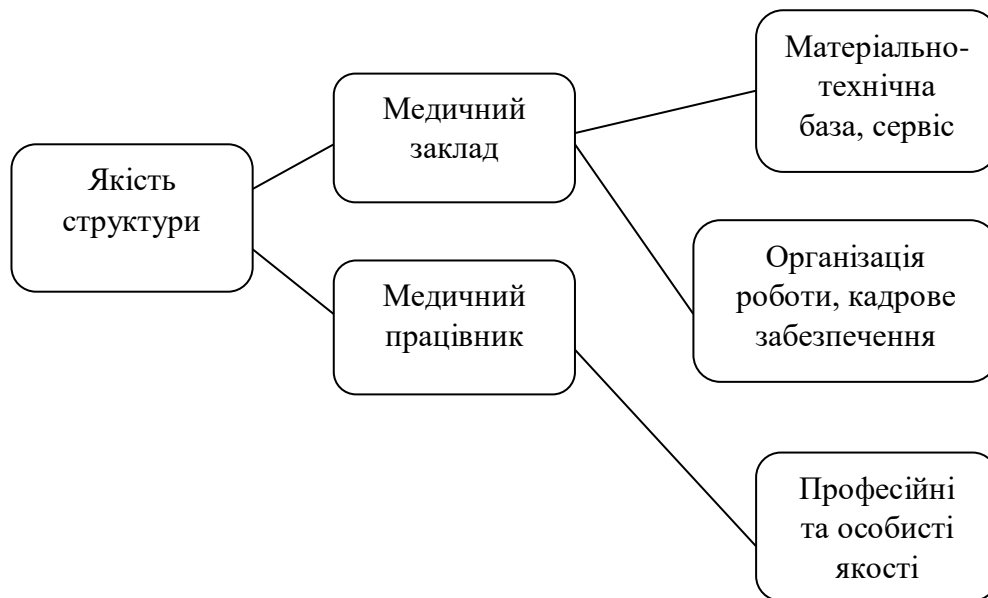 Якість
структури
Медичний
заклад
Медичний
працівник
Матеріально-
технічна
база, сервіс
Організація
роботи, кадрове
забезпечення
Професійні
та особисті
якості